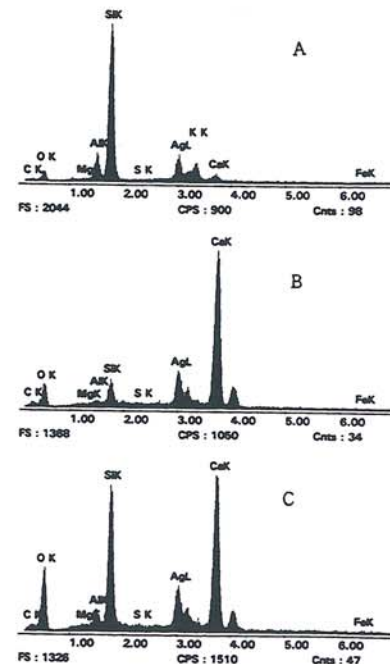 SiK
A
K K
AlK
AgL
O K
CaK
C K
Mg
S K
FeK
1.00 2.00 3.00 4.00 5.00 6.00
FS : 2044 CPS : 900 Cnts : 98
CaK
B
O K
SiK
AgL
AlK
C K
MgK
S K
FeK
1.00 2.00 3.00 4.00 5.00 6.00
FS : 1368 CPS : 1050 Cnts : 34
SiK
CaK
C
O K
AgL
AlK
C K
Mg
S K
FeK
1.00 2.00 3.00 4.00 5.00 6.00
FS : 1326 CPS : 1510 Cnts : 47